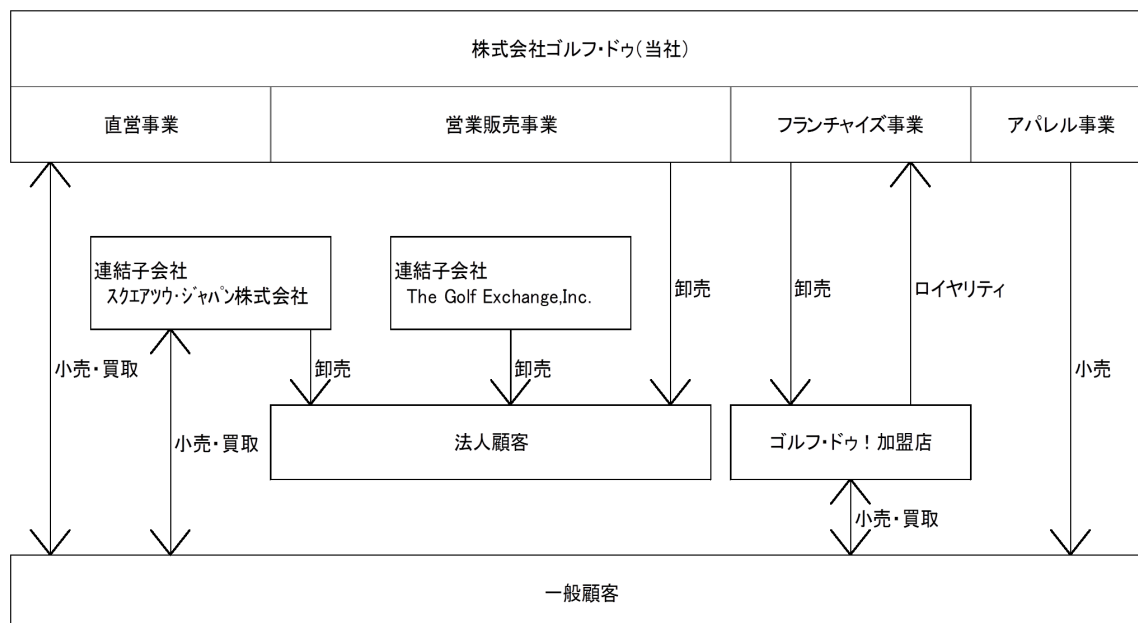 株式会社ゴルフ・ドゥ(当社)
直営事業
営業販売事業
フランチャイズ事業
アパレル事業
連結子会社
スクエアツウ・ジャパン株式会社
連結子会社
The Golf Exchange,Inc.
卸売
卸売
ロイヤリティ
小売・買取
卸売
卸売
小売
小売・買取
法人顧客
ゴルフ・ドゥ!加盟店
小売・買取
一般顧客